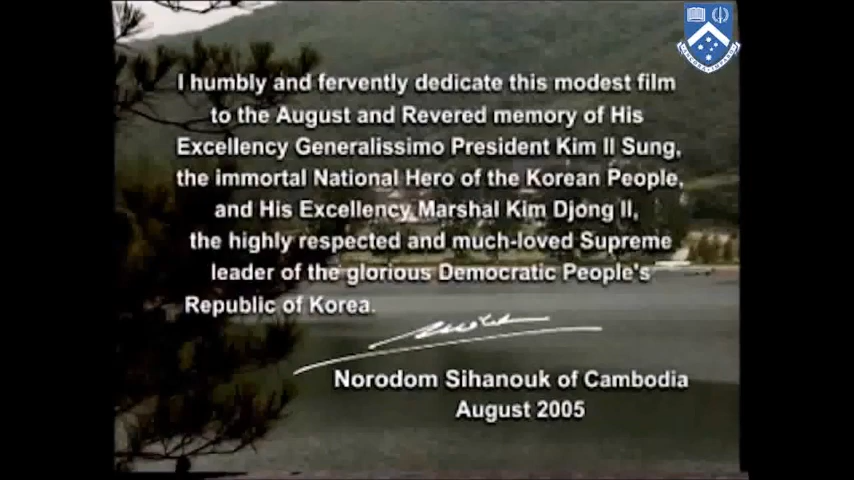 I humbly and fervently dedicate this modest film
to the August and Revered memory of His
Excellency Generalissimo President Kim Il Sung,
the immortal National Hero of the Korean People,
and His Excellency Marshal Kim Djong Il,
the highly respected and much-loved Supreme
leader of the glorious Democratic People's
Republic of Korea.
Norodom Sihanouk of Cambodia
August 2005